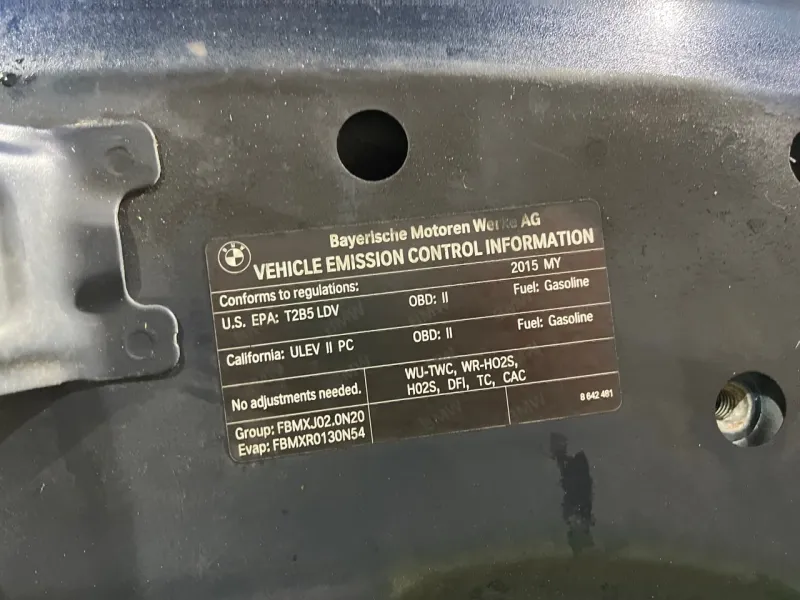 BMW
Bayerische Motoren Werke AG
VEHICLE EMISSION CONTROL INFORMATION
Conforms to regulations: 2015 MY
U.S. EPA: T2B5 LDV OBD: II Fuel: Gasoline
California: ULEV II PC OBD: II Fuel: Gasoline
No adjustments needed.
WU-TWC, WR-HO2S,
HO2S, DFI, TC, CAC
Group: FBMXJ02.0N20
Evap: FBMXR0130N54
8 642 481